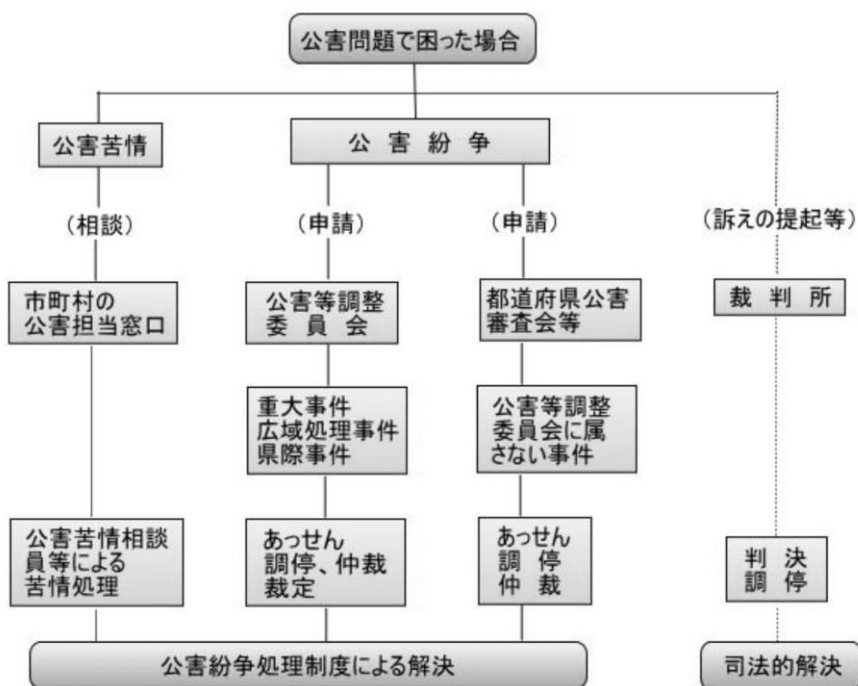 公害問題で困った場合
公害苦情
公害紛争
（相談）
（申請）
（申請）
（訴えの提起等）
市町村の
公害担当窓口
公害等調整
委員会
都道府県公害
審査会等
裁判所
重大事件
広域処理事件
県際事件
公害等調整
委員会に属
さない事件
公害苦情相談
員等による
苦情処理
あっせん
調停、仲裁
裁定
あっせん
調停
仲裁
判決
調停
公害紛争処理制度による解決
司法的解決